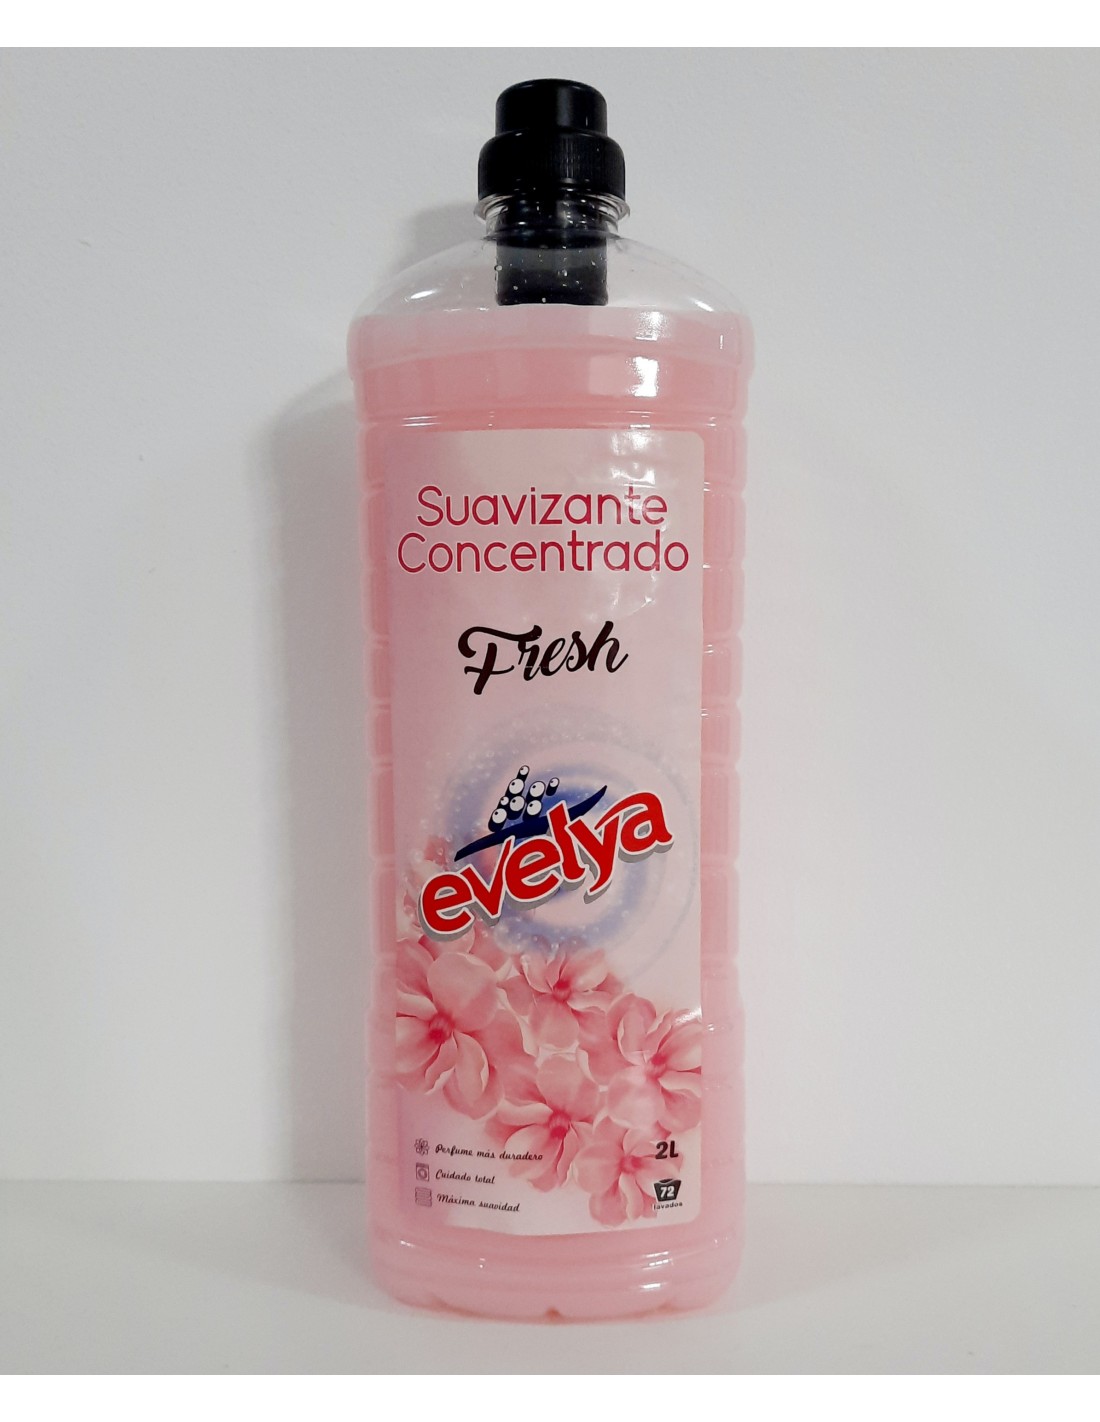 Suavizante
Concentrado
Fresh
evelya
Perfume más duradero
Cuidado total
Máxima suavidad
2L
72
lavados